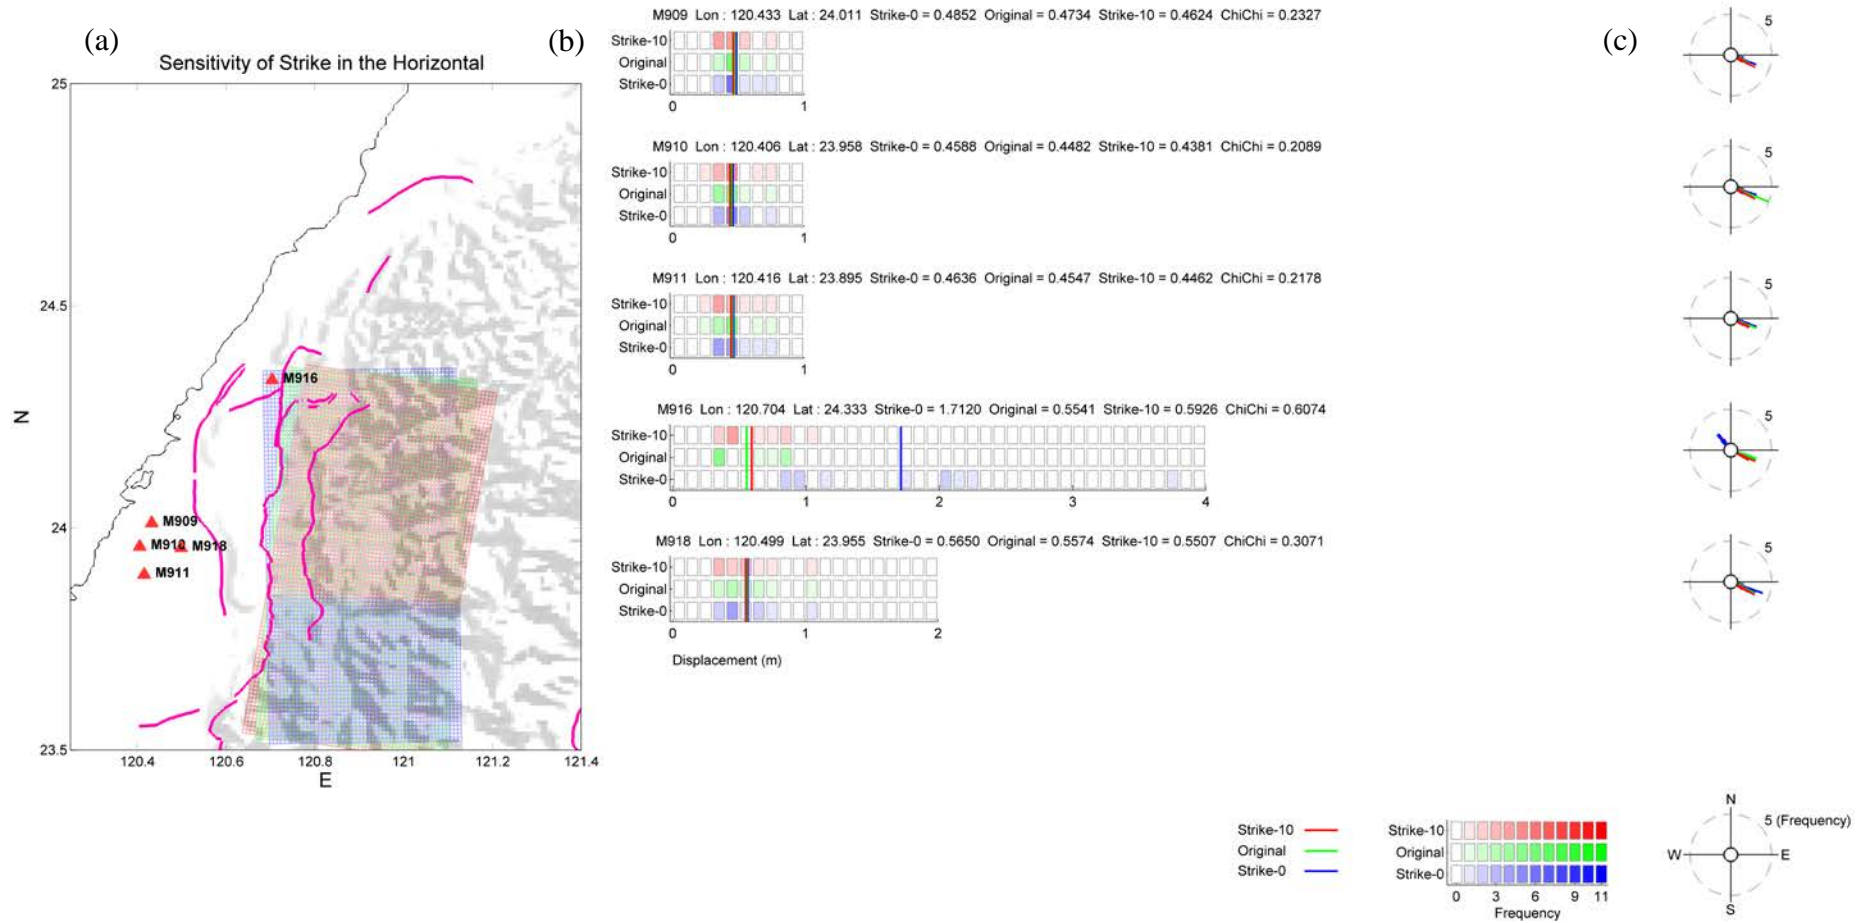 (a)
Sensitivity of Strike in the Horizontal
25
24.5
24
23.5
N
120.4 120.6 120.8 121 121.2 121.4
E
M916
M909
M910 M918
M911
(b)
M909 Lon : 120.433 Lat : 24.011 Strike-0 = 0.4852 Original = 0.4734 Strike-10 = 0.4624 ChiChi = 0.2327
Strike-10
Original
Strike-0
0 1
M910 Lon : 120.406 Lat : 23.958 Strike-0 = 0.4588 Original = 0.4482 Strike-10 = 0.4381 ChiChi = 0.2089
Strike-10
Original
Strike-0
0 1
M911 Lon : 120.416 Lat : 23.895 Strike-0 = 0.4636 Original = 0.4547 Strike-10 = 0.4462 ChiChi = 0.2178
Strike-10
Original
Strike-0
0 1
M916 Lon : 120.704 Lat : 24.333 Strike-0 = 1.7120 Original = 0.5541 Strike-10 = 0.5926 ChiChi = 0.6074
Strike-10
Original
Strike-0
0 1 2 3 4
M918 Lon : 120.499 Lat : 23.955 Strike-0 = 0.5650 Original = 0.5574 Strike-10 = 0.5507 ChiChi = 0.3071
Strike-10
Original
Strike-0
0 1 2
Displacement (m)
(c)
5
5
5
5
5
Strike-10
Original
Strike-0
Strike-10
Original
Strike-0
0 3 6 9 11
Frequency
N
5 (Frequency)
W E
S